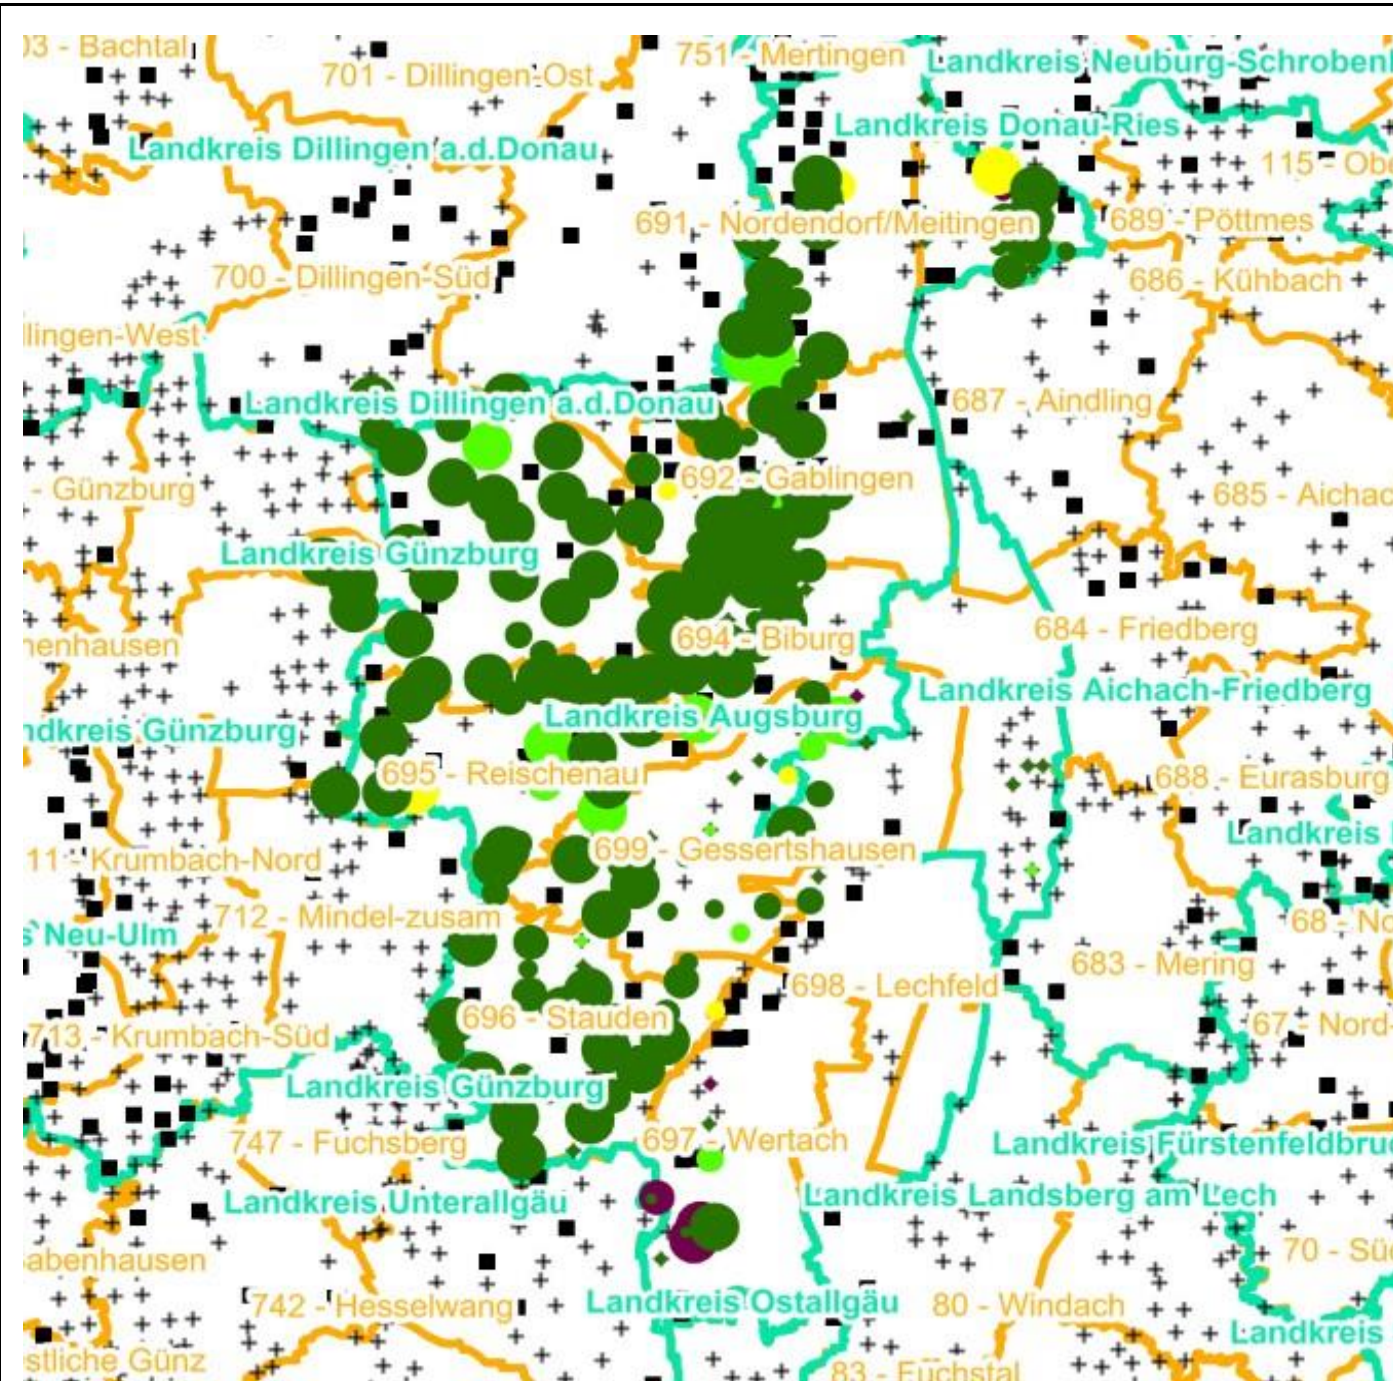 03 - Bachtal
701 - Dillingen-Ost
751 - Mertingen
Landkreis Neuburg-Schroben
Landkreis Donau-Ries
Landkreis Dillingen a.d.Donau
115 - Ob
691 - Nordendorf/Meitingen
689 - Pöttmes
700 - Dillingen-Süd
686 - Kühbach
llingen-West
Landkreis Dillingen a.d.Donau
687 - Aindling
692 - Gablingen
- Günzburg
685 - Aichac
Landkreis Günzburg
694 - Biburg
684 - Friedberg
nenhausen
Landkreis Aichach-Friedberg
Landkreis Augsburg
ndkreis Günzburg
695 - Reischenau
688 - Eurasburg
Landkreis
699 - Gessertshausen
11 - Krumbach-Nord
712 - Mindel-zusam
68 - No
s Neu-Ulm
683 - Mering
698 - Lechfeld
696 - Stauden
67 - Nord
713 - Krumbach-Süd
Landkreis Günzburg
747 - Fuchsberg
697 - Wertach
Landkreis Fürstenfeldbru
Landkreis Unterallgäu
Landkreis Landsberg am Lech
abenhausen
70 - Sü
742 - Hesselwang
Landkreis Ostallgäu
80 - Windach
Landkreis
stliche Günz
83 - Fuchstal